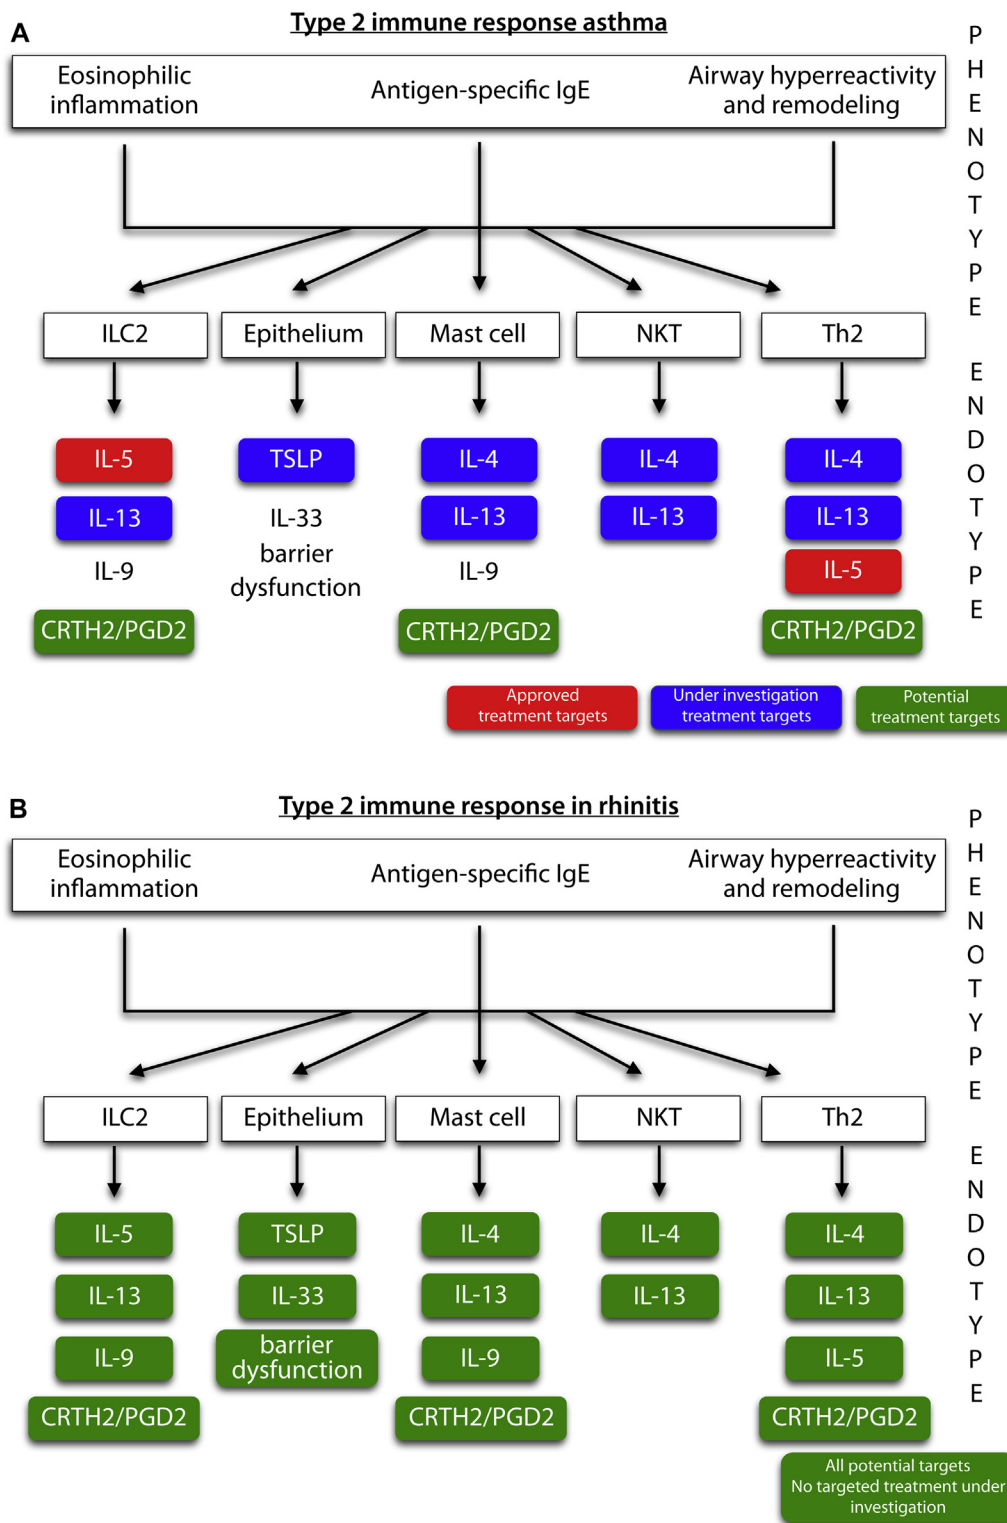 A
Type 2 immune response asthma
Eosinophilic
inflammation
Antigen-specific IgE
Airway hyperreactivity
and remodeling
PHENOTYPE
ILC2
Epithelium
Mast cell
NKT
Th2
ENDOTYPE
IL-5
TSLP
IL-4
IL-4
IL-4
IL-13
IL-33
IL-13
IL-13
IL-13
IL-9
barrier
dysfunction
IL-9
IL-5
CRTH2/PGD2
CRTH2/PGD2
CRTH2/PGD2
Approved
treatment targets
Under investigation
treatment targets
Potential
treatment targets
B
Type 2 immune response in rhinitis
Eosinophilic
inflammation
Antigen-specific IgE
Airway hyperreactivity
and remodeling
PHENOTYPE
ILC2
Epithelium
Mast cell
NKT
Th2
ENDOTYPE
IL-5
TSLP
IL-4
IL-4
IL-4
IL-13
IL-33
IL-13
IL-13
IL-13
IL-9
barrier
dysfunction
IL-9
IL-5
CRTH2/PGD2
CRTH2/PGD2
CRTH2/PGD2
All potential targets
No targeted treatment under
investigation